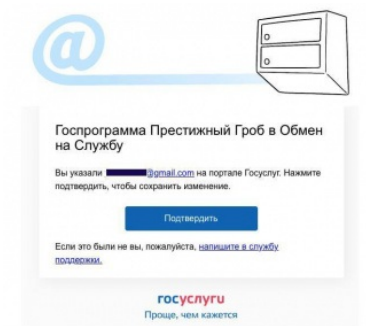 @
Госпрограмма Престижный Гроб в Обмен
на Службу
Вы указали @gmail.com на портале Госуслуг. Нажмите
подтвердить, чтобы сохранить изменение.
Подтвердить
Если это были не вы, пожалуйста, напишите в службу
поддержки.
госуслуги
Проще, чем кажется